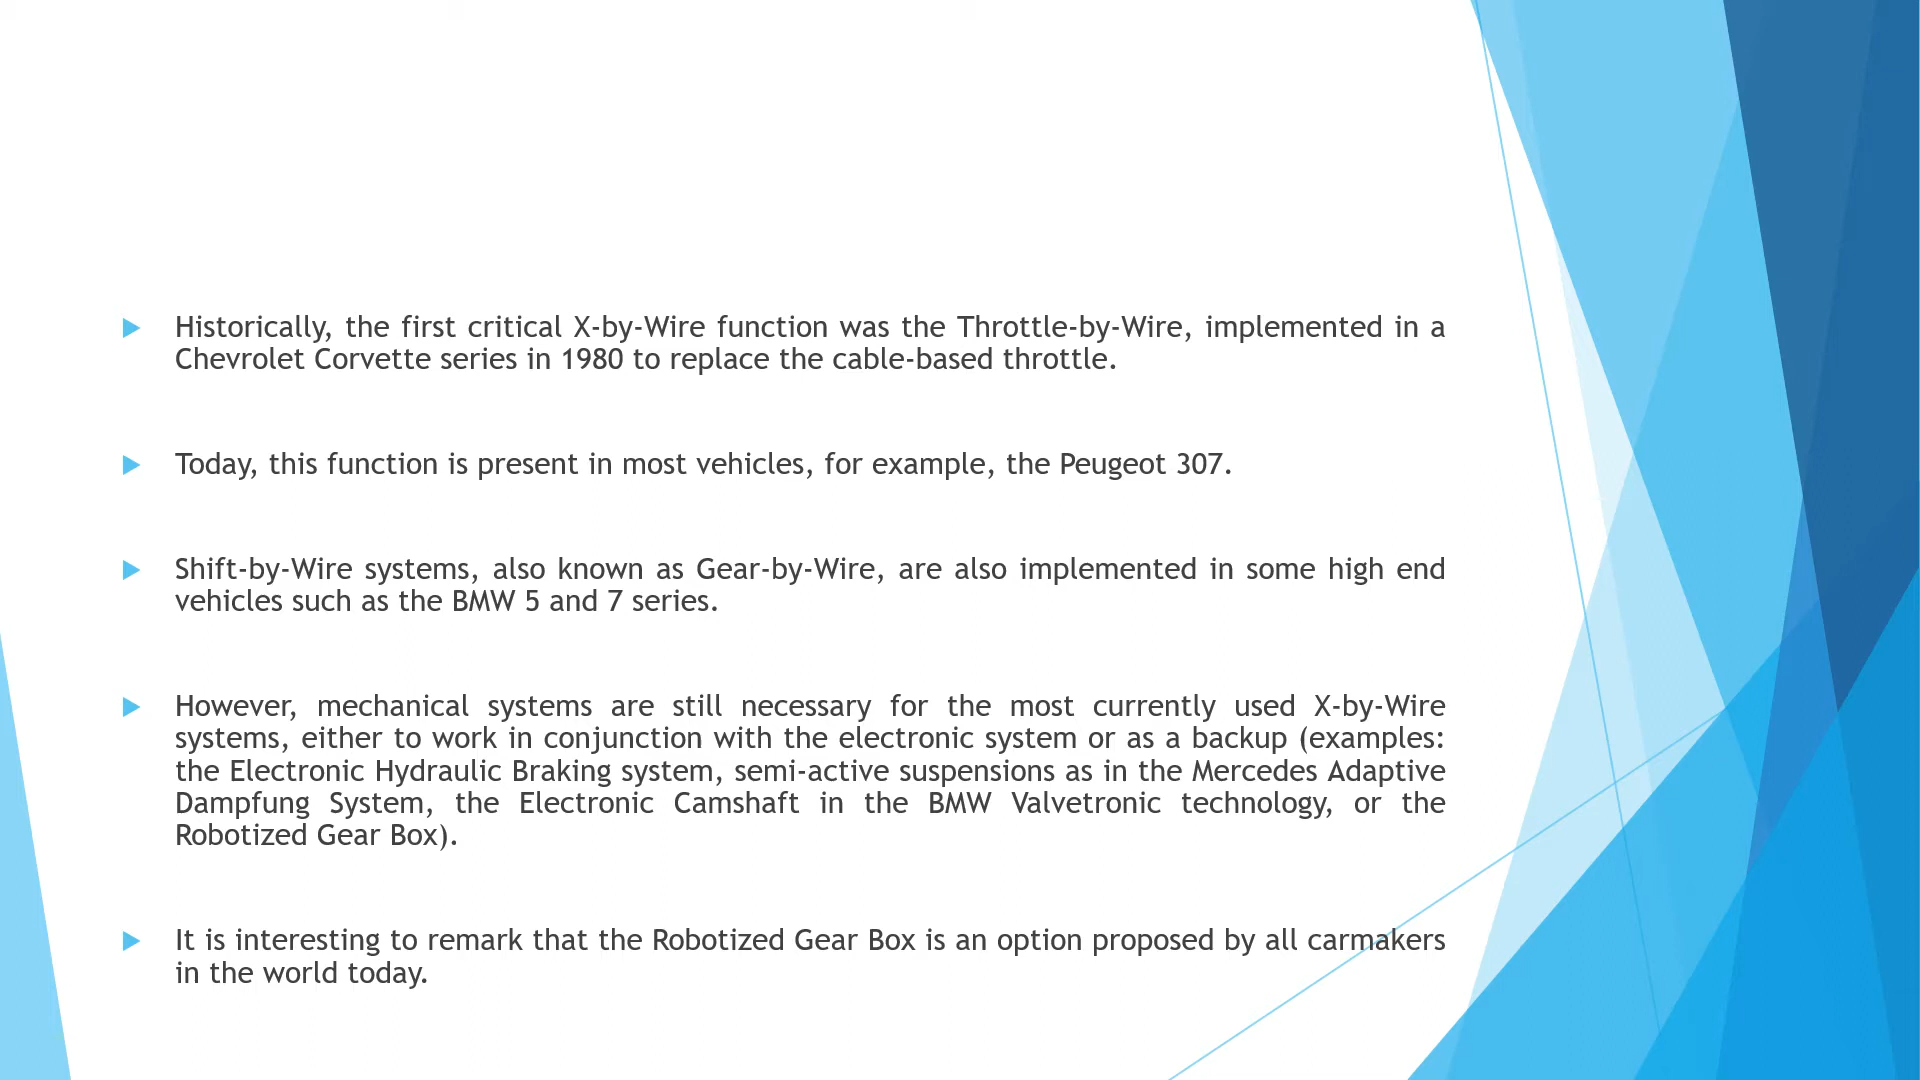 Historically, the first critical X-by-Wire function was the Throttle-by-Wire, implemented in a
Chevrolet Corvette series in 1980 to replace the cable-based throttle.
Today, this function is present in most vehicles, for example, the Peugeot 307.
Shift-by-Wire systems, also known as Gear-by-Wire, are also implemented in some high end
vehicles such as the BMW 5 and 7 series.
However, mechanical systems are still necessary for the most currently used X-by-Wire
systems, either to work in conjunction with the electronic system or as a backup (examples:
the Electronic Hydraulic Braking system, semi-active suspensions as in the Mercedes Adaptive
Dampfung System, the Electronic Camshaft in the BMW Valvetronic technology, or the
Robotized Gear Box).
It is interesting to remark that the Robotized Gear Box is an option proposed by all carmakers
in the world today.